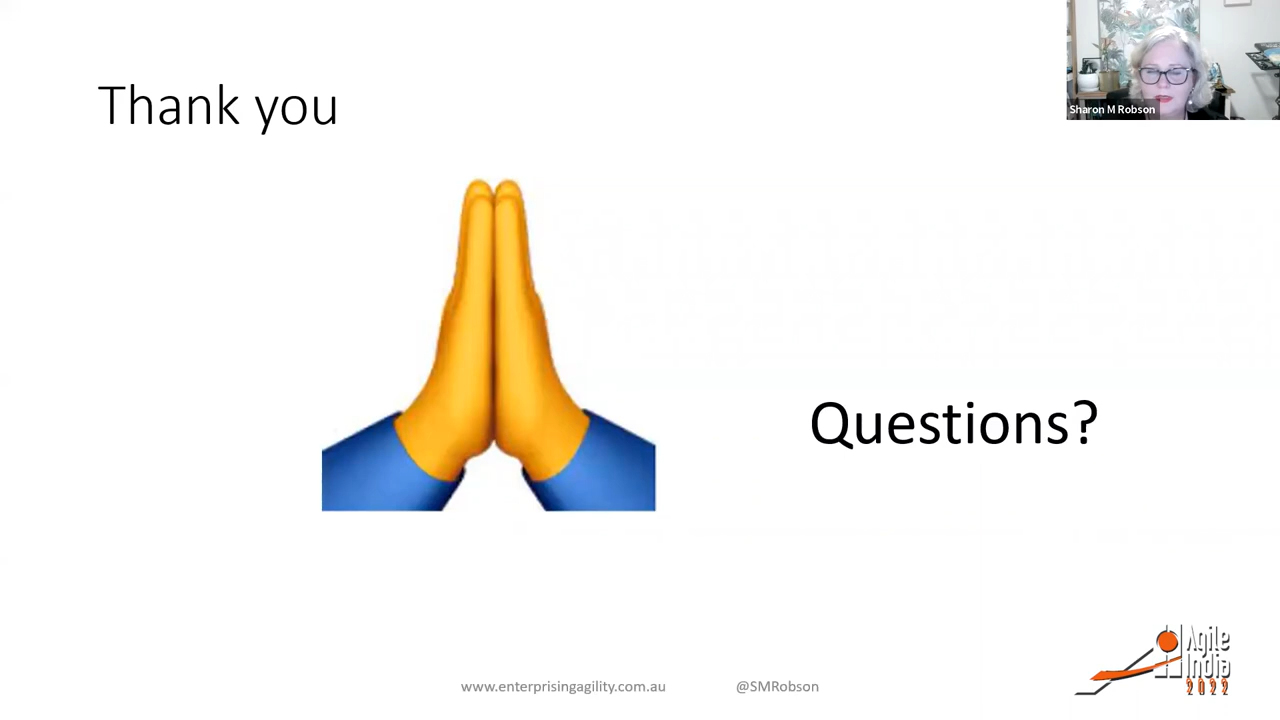 Thank you
Sharon M Robson
Questions?
www.enterprisingagility.com.au
@SMRobson
Agile
India
2022